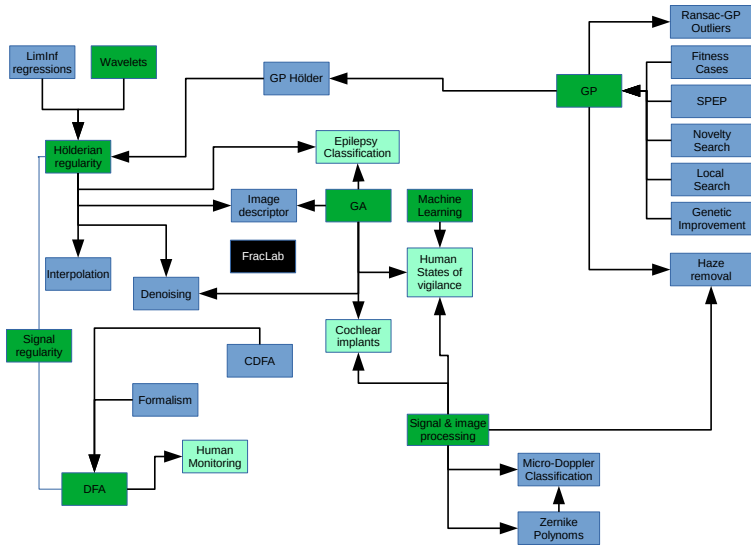 Ransac-GP
Outliers
LimInf
regressions
Wavelets
Fitness
Cases
GP Hölder
GP
SPEP
Novelty
Search
Epilepsy
Classification
Hölderian
regularity
Local
Search
Image
descriptor
GA
Machine
Learning
Genetic
Improvement
FracLab
Human
States of
vigilance
Interpolation
Haze
removal
Denoising
Signal
regularity
Cochlear
implants
CDFA
Formalism
Signal & image
processing
Human
Monitoring
Micro-Doppler
Classification
DFA
Zernike
Polynoms